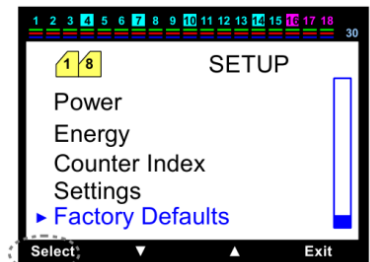 1 2 3 4 5 6 7 8 9 10 11 12 13 14 15 16 17 18
30
1 8 SETUP
Power
Energy
Counter Index
Settings
► Factory Defaults
Select ▼ ▲ Exit